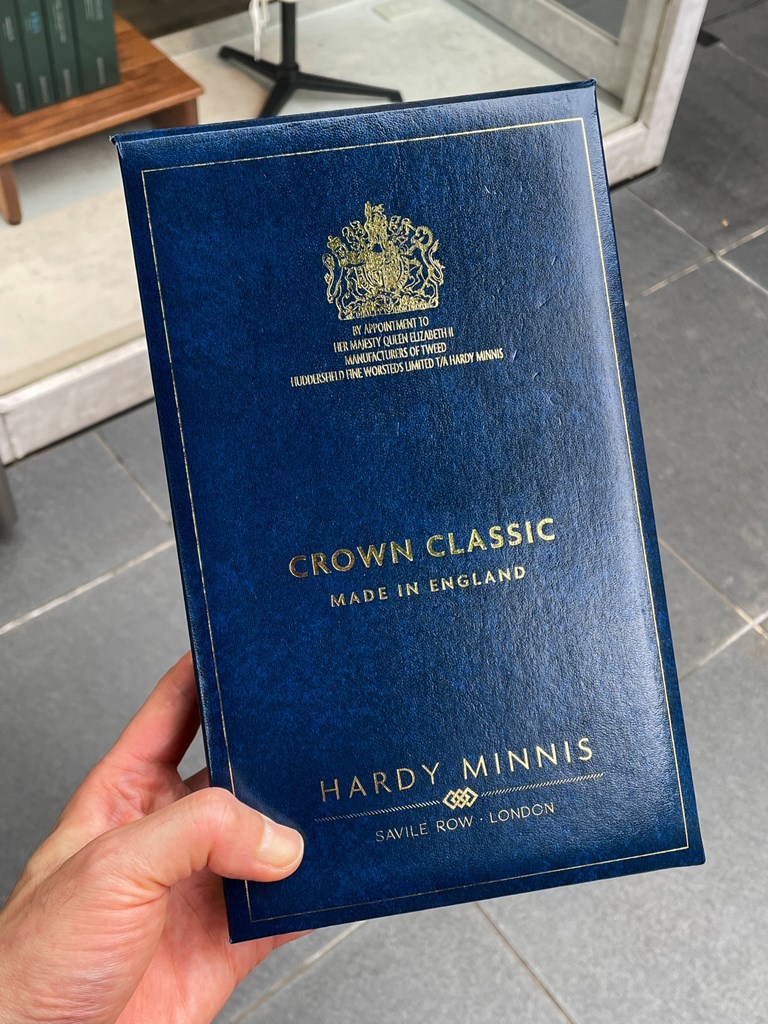 BY APPOINTMENT TO
HER MAJESTY QUEEN ELIZABETH II
MANUFACTURERS OF TWEED
HUDDERSFIELD FINE WORSTEDS LIMITED T/A HARDY MINNIS
CROWN CLASSIC
MADE IN ENGLAND
HARDY MINNIS
SAVILE ROW · LONDON